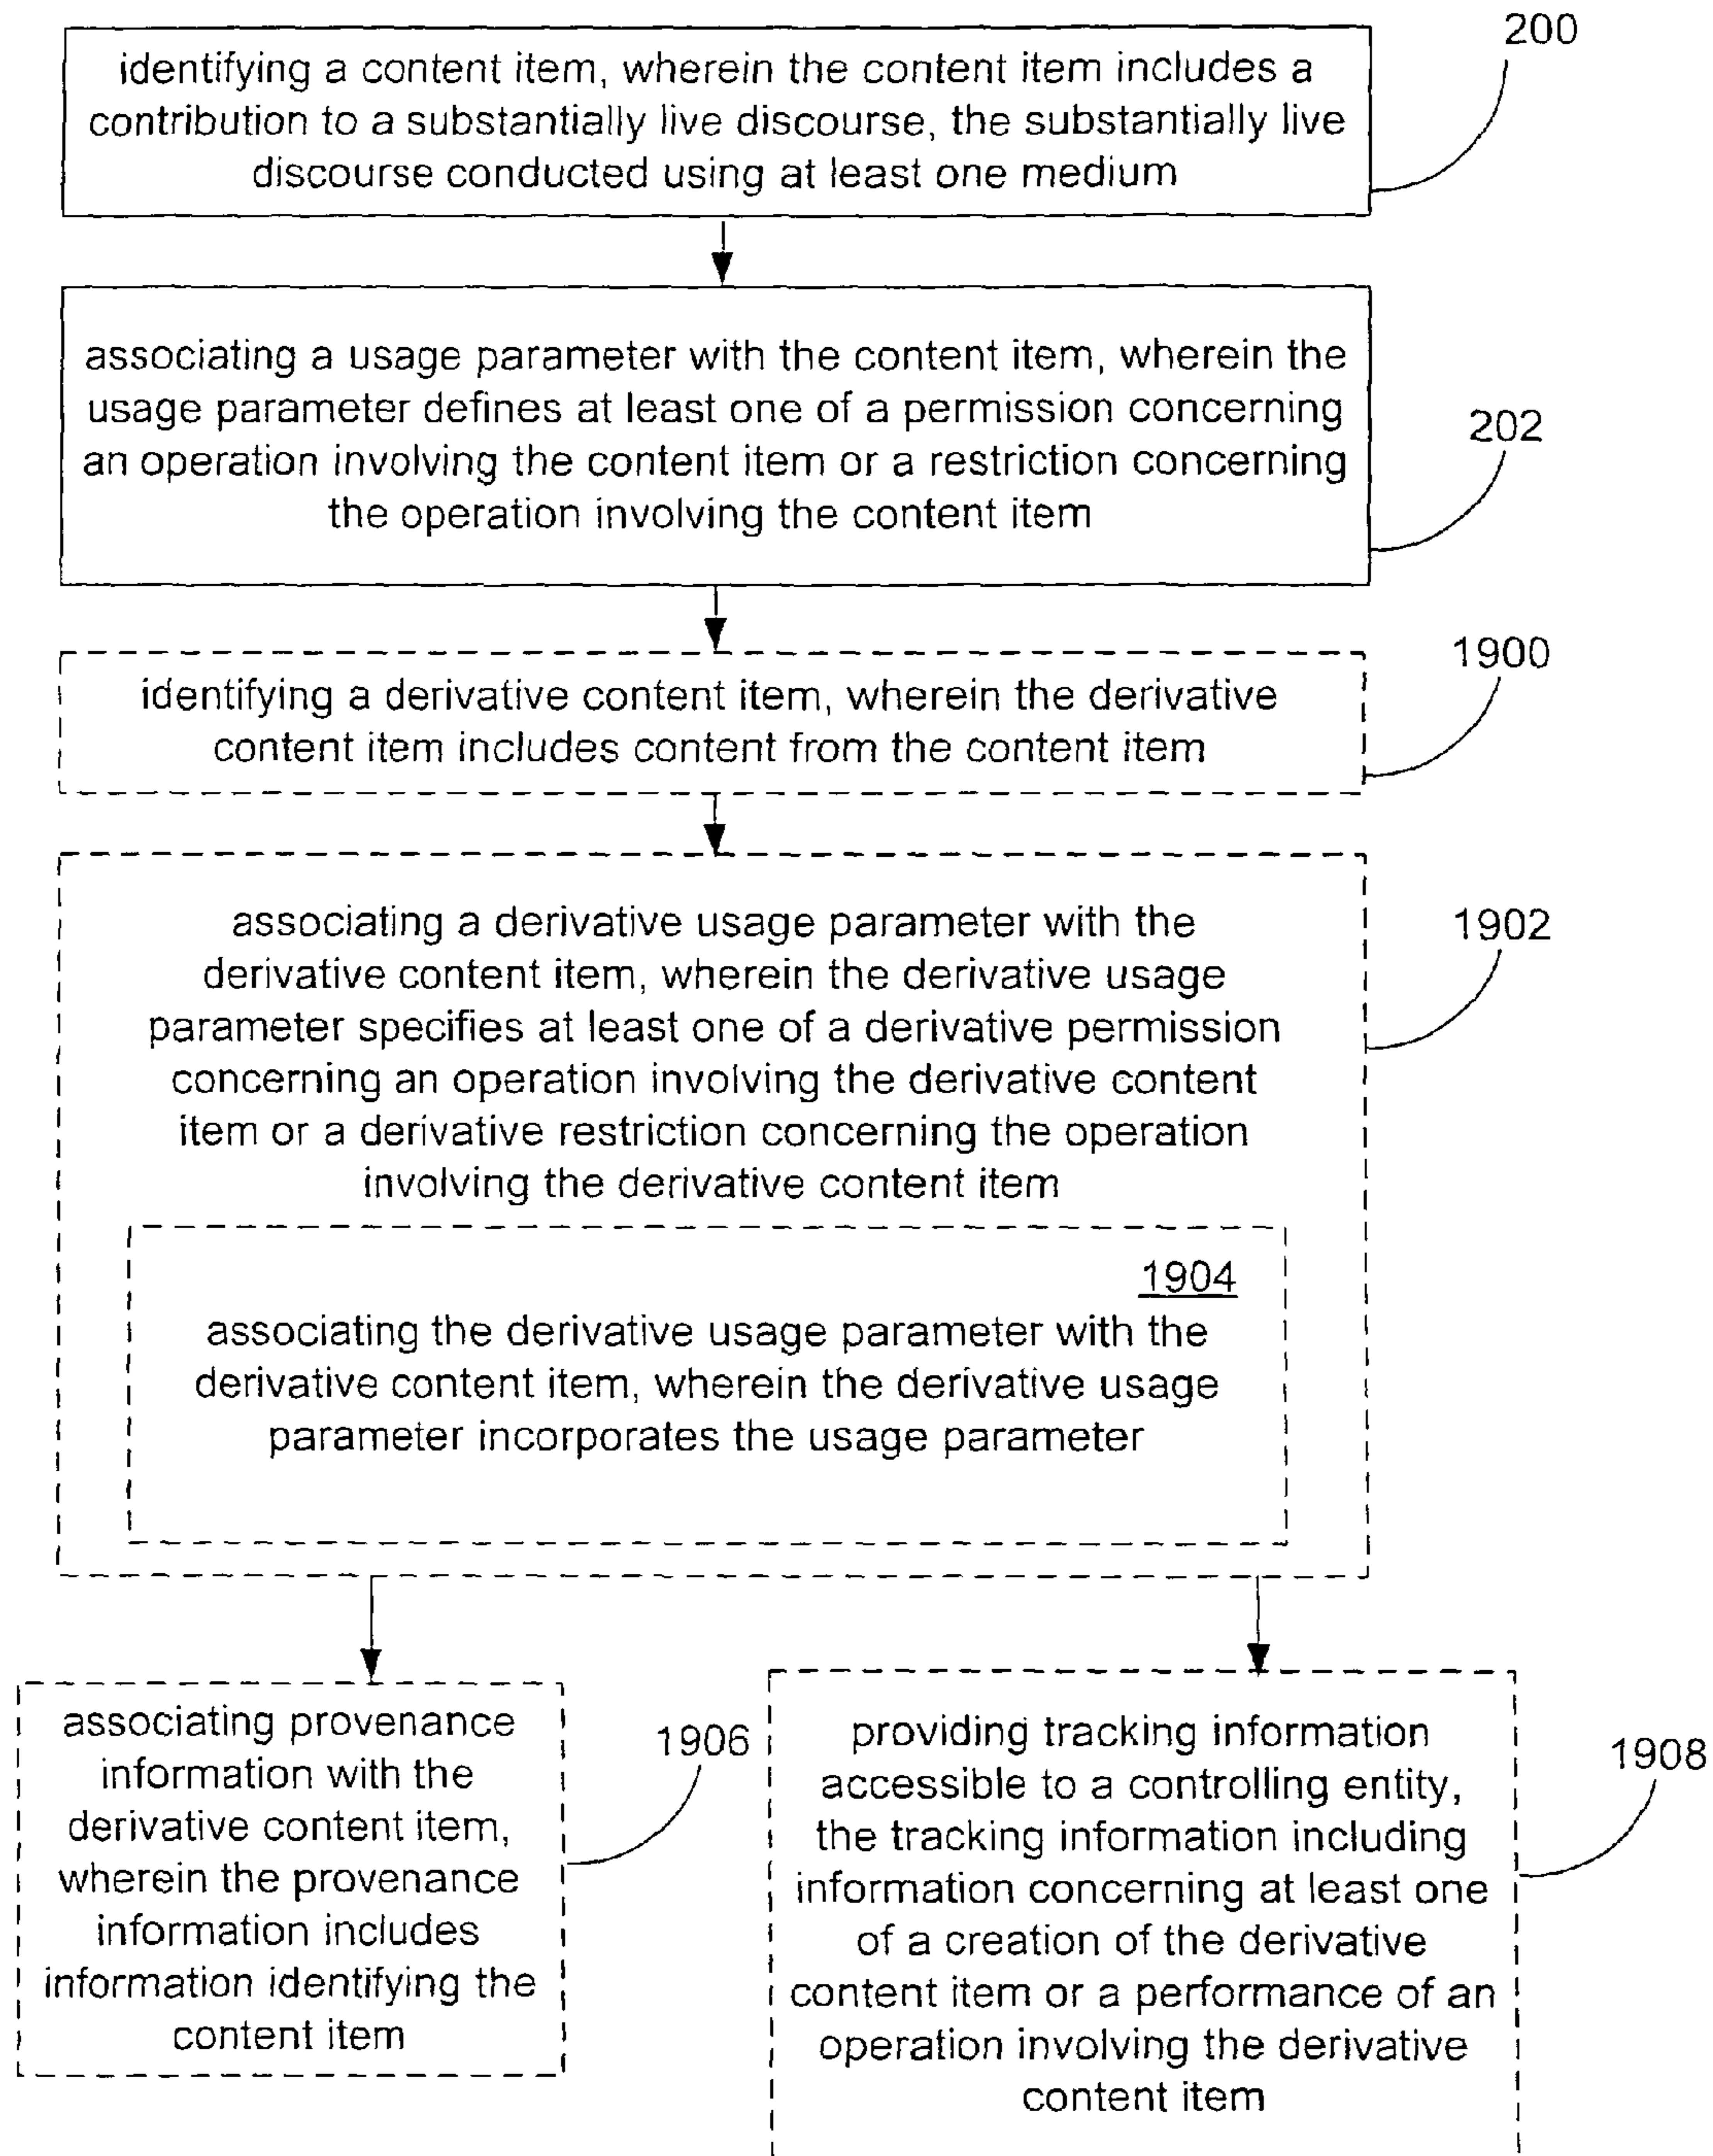 200
identifying a content item, wherein the content item includes a
contribution to a substantially live discourse, the substantially live
discourse conducted using at least one medium
associating a usage parameter with the content item, wherein the
usage parameter defines at least one of a permission concerning
an operation involving the content item or a restriction concerning
the operation involving the content item
202
1900
identifying a derivative content item, wherein the derivative
content item includes content from the content item
1902
associating a derivative usage parameter with the
derivative content item, wherein the derivative usage
parameter specifies at least one of a derivative permission
concerning an operation involving the derivative content
item or a derivative restriction concerning the operation
involving the derivative content item
1904
associating the derivative usage parameter with the
derivative content item, wherein the derivative usage
parameter incorporates the usage parameter
associating provenance
information with the
derivative content item,
wherein the provenance
information includes
information identifying the
content item
1906
providing tracking information
accessible to a controlling entity,
the tracking information including
information concerning at least one
of a creation of the derivative
content item or a performance of an
operation involving the derivative
content item
1908